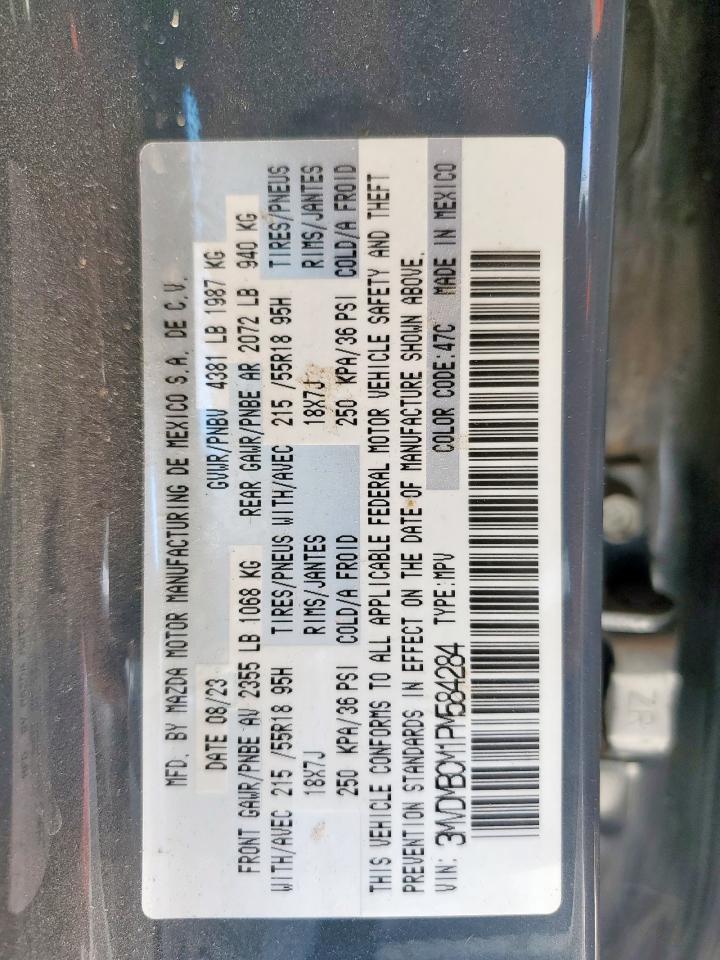 MFD. BY MAZDA MOTOR MANUFACTURING DE MEXICO S.A. DE C.V.
DATE 08/23 GVWR/PNBV 4381 LB 1987 KG
FRONT GAWR/PNBE AV 2355 LB 1068 KG REAR GAWR/PNBE AR 2072 LB 940 KG
WITH/AVEC 215 /55R18 95H TIRES/PNEUS WITH/AVEC 215 /55R18 95H TIRES/PNEUS
18X7J RIMS/JANTES 18X7J RIMS/JANTES
250 KPA/36 PSI COLD/A FROID 250 KPA/36 PSI COLD/A FROID
THIS VEHICLE CONFORMS TO ALL APPLICABLE FEDERAL MOTOR VEHICLE SAFETY AND THEFT
PREVENTION STANDARDS IN EFFECT ON THE DATE OF MANUFACTURE SHOWN ABOVE.
VIN: 3MVDMBCM1PM584284 TYPE:MPV COLOR CODE:47C MADE IN MEXICO
ZR